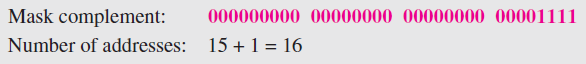 Mask complement: 000000000 00000000 00000000 00001111
Number of addresses: 15 + 1 = 16